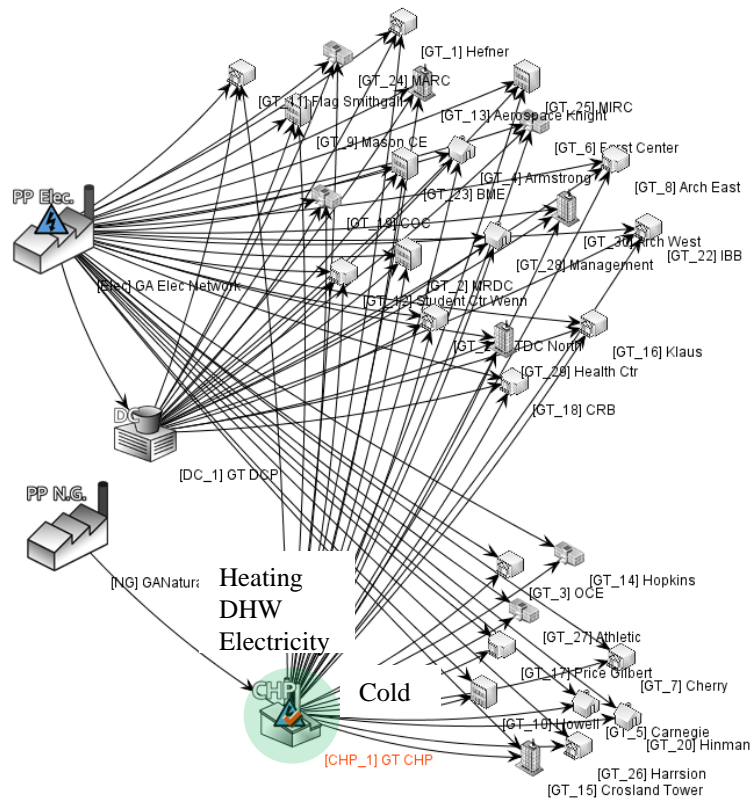 [GT_1] Hefner
[GT_24] MARC
[GT_11] Flag Smithgall
[GT_25] MIRC
[GT_13] Aerospace Knight
[GT_9] Mason CE
[GT_6] Center
[GT_4] Armstrong
[GT_8] Arch East
[GT_23] BME
PP Elec.
COC
Arch West
[GT_22] IBB
[GT_28] Management
[Elec] GA Elec Network
[GT_2] MRDC
[GT_12] Student Ctr Wenn
TDC North
[GT_16] Klaus
[GT_29] Health Ctr
[GT_18] CRB
DC
[DC_1] GT DCP
PP N.G.
[NG] GANatura
Heating
DHW
Electricity
[GT_14] Hopkins
[GT_3] OCE
[GT_27] Athletic
[GT_17] Price Gilbert
[GT_7] Cherry
CHP
Cold
Howell
[GT_5] Carnegie
[GT_20] Hinman
[CHP_1] GT CHP
[GT_26] Harrsion
[GT_15] Crosland Tower